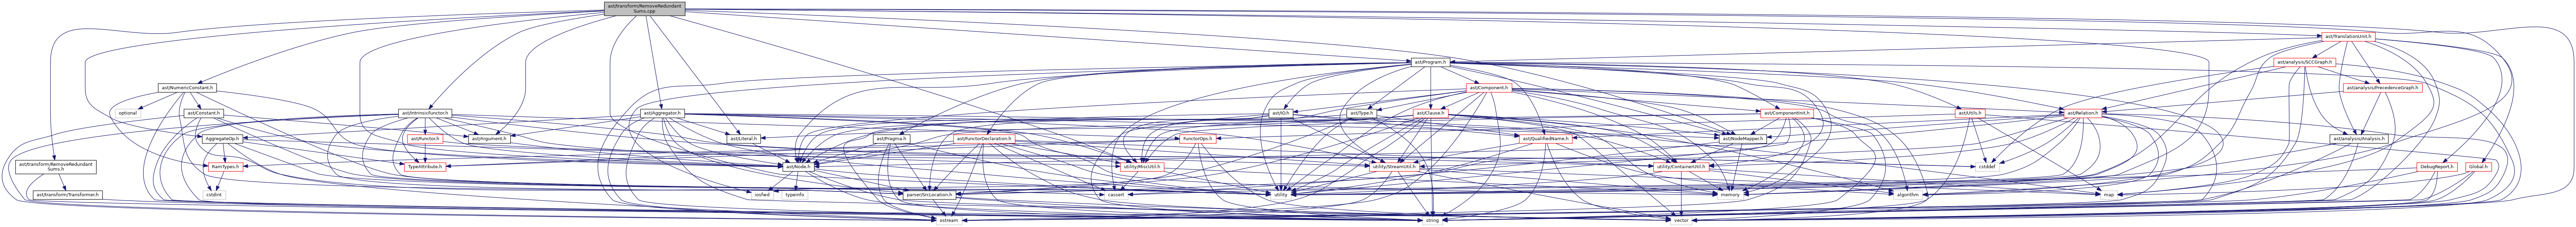 ast/transform/RemoveRedundant
Sums.cpp
ast/TranslationUnit.h
ast/Program.h
ast/analysis/SCCGraph.h
ast/NumericConstant.h
ast/Component.h
ast/analysis/PrecedenceGraph.h
optional
ast/Constant.h
ast/IntrinsicFunctor.h
ast/Aggregator.h
ast/IO.h
ast/Type.h
ast/Clause.h
ast/ComponentInit.h
ast/Utils.h
ast/Relation.h
AggregateOp.h
ast/Functor.h
ast/Argument.h
ast/Literal.h
ast/Pragma.h
ast/FunctorDeclaration.h
FunctorOps.h
ast/QualifiedName.h
ast/NodeMapper.h
ast/analysis/Analysis.h
ast/transform/RemoveRedundant
Sums.h
RamTypes.h
TypeAttribute.h
ast/Node.h
utility/MiscUtil.h
utility/StreamUtil.h
utility/ContainerUtil.h
cstddef
DebugReport.h
Global.h
ast/transform/Transformer.h
cstdint
iosfwd
typeinfo
parser/SrcLocation.h
cassert
utility
memory
algorithm
map
ostream
string
vector